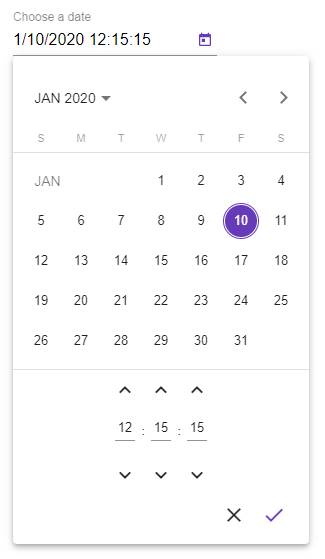 Choose a date
1/10/2020 12:15:15
JAN 2020
S M T W T F S
JAN 1 2 3 4
5 6 7 8 9 10 11
12 13 14 15 16 17 18
19 20 21 22 23 24 25
26 27 28 29 30 31
12 : 15 : 15